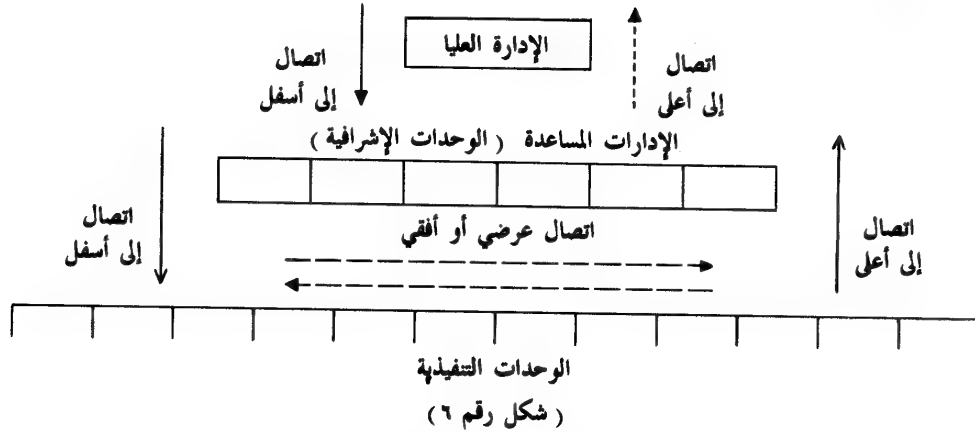 الإدارة العليا
اتصال
إلى أسفل
اتصال
إلى أعلى
الإدارات المساعدة ( الوحدات الإشرافية )
اتصال
إلى أعلى
اتصال عرضي أو أفقي
اتصال
إلى أسفل
الوحدات التنفيذية
( شكل رقم ٦ )